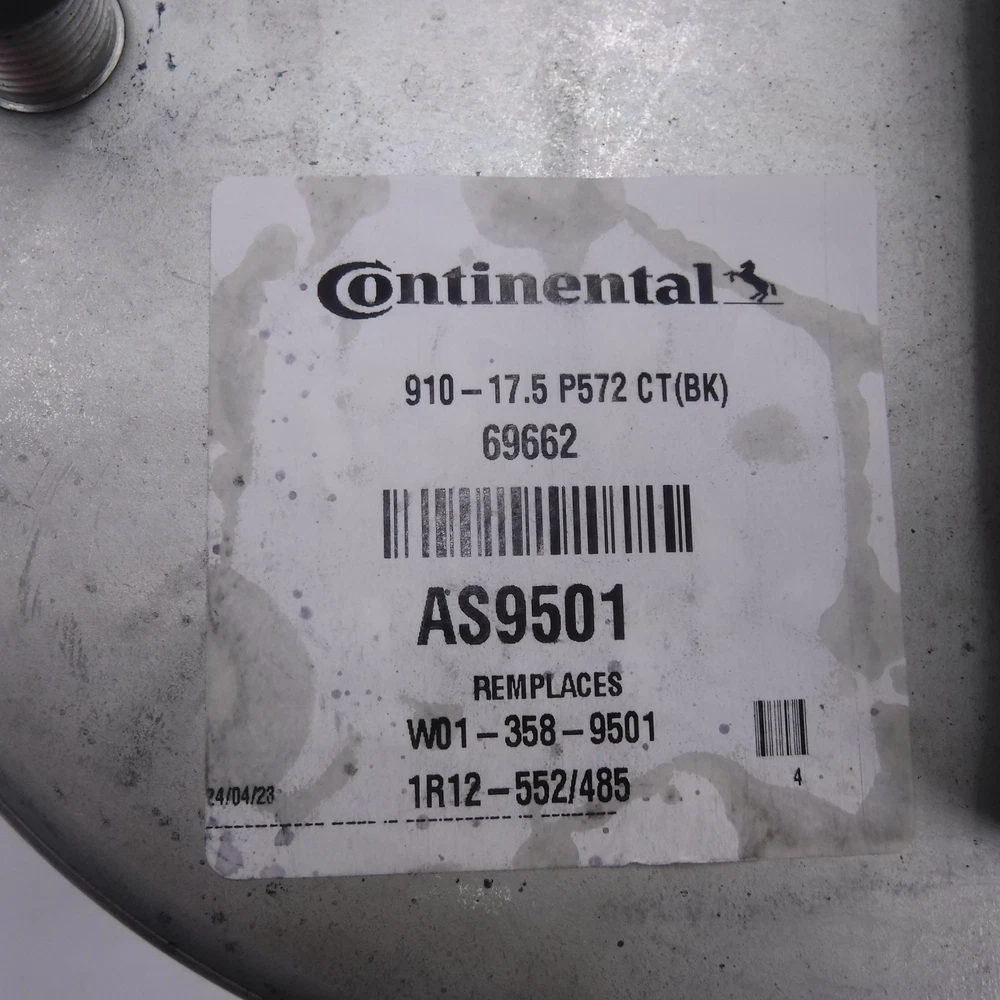 Continental
910-17.5 P572 CT(BK)
69662
AS9501
REMPLACES
W01-358-9501
1R12-552/485
24/04/23
4